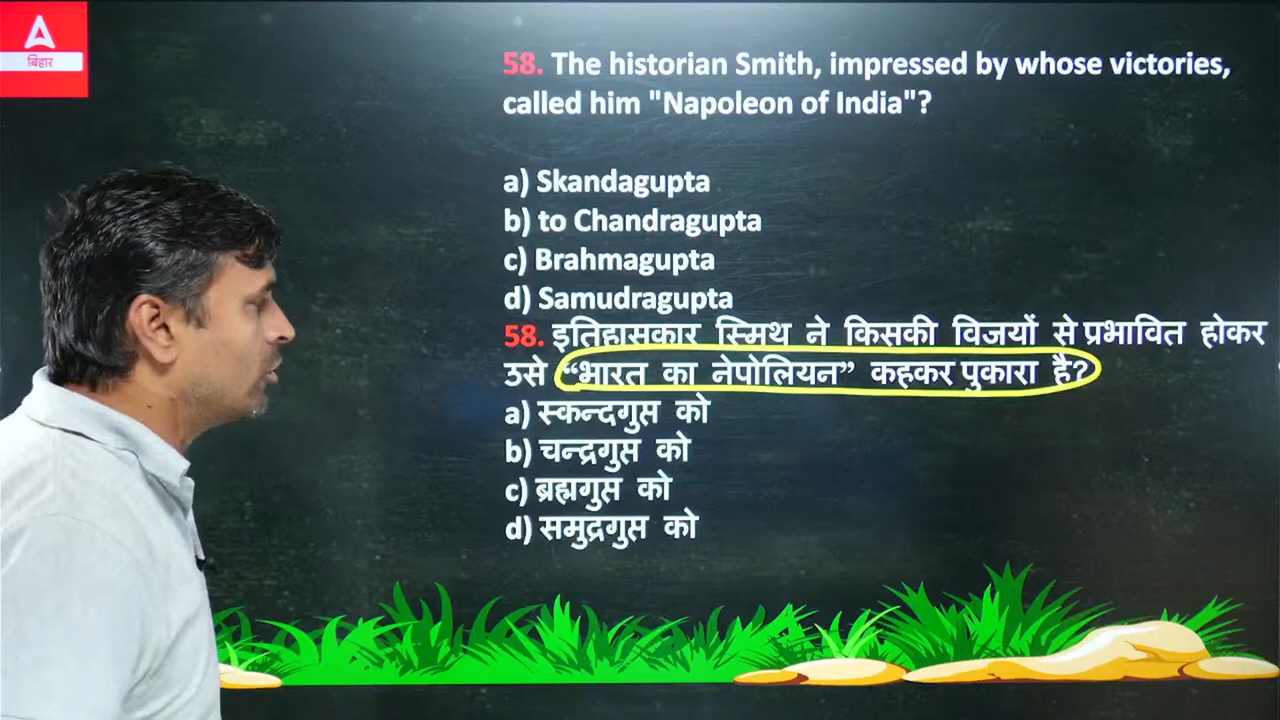 बिहार
58. The historian Smith, impressed by whose victories,
called him "Napoleon of India"?
a) Skandagupta
b) to Chandragupta
c) Brahmagupta
d) Samudragupta
58. इतिहासकार स्मिथ ने किसकी विजयों से प्रभावित होकर
उसे “भारत का नेपोलियन” कहकर पुकारा है?
a) स्कन्दगुप्त को
b) चन्द्रगुप्त को
c) ब्रह्मगुप्त को
d) समुद्रगुप्त को